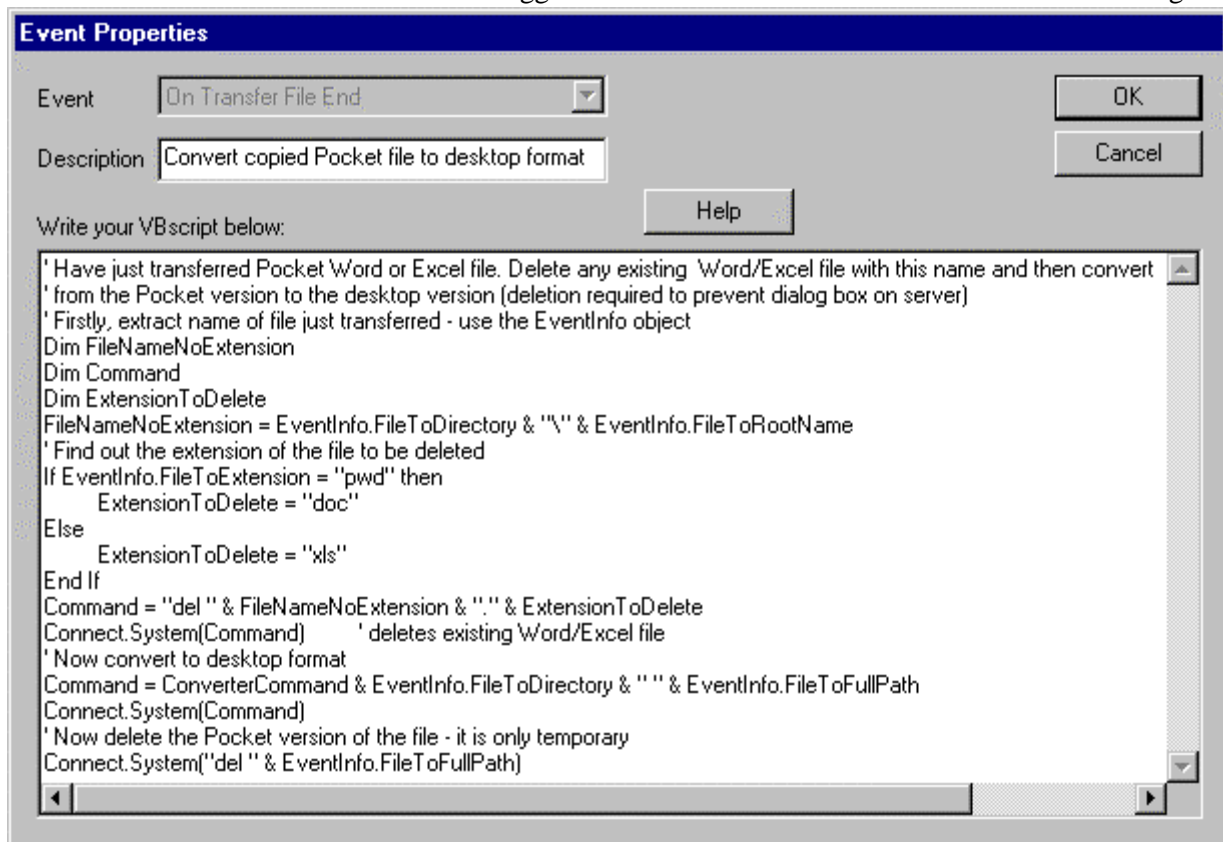 Event Properties
Event On Transfer File End OK
Description Convert copied Pocket file to desktop format Cancel
Help
Write your VBscript below:
' Have just transferred Pocket Word or Excel file. Delete any existing  Word/Excel file with this name and then convert
' from the Pocket version to the desktop version (deletion required to prevent dialog box on server)
' Firstly, extract name of file just transferred - use the EventInfo object
Dim FileNameNoExtension
Dim Command
Dim ExtensionToDelete
FileNameNoExtension = EventInfo.FileToDirectory & "\" & EventInfo.FileToRootName
' Find out the extension of the file to be deleted
If EventInfo.FileToExtension = "pwd" then
ExtensionToDelete = "doc"
Else
ExtensionToDelete = "xls"
End If
Command = "del " & FileNameNoExtension & "." & ExtensionToDelete
Connect.System(Command) ' deletes existing Word/Excel file
' Now convert to desktop format
Command = ConverterCommand & EventInfo.FileToDirectory & " " & EventInfo.FileToFullPath
Connect.System(Command)
' Now delete the Pocket version of the file - it is only temporary
Connect.System("del " & EventInfo.FileToFullPath)